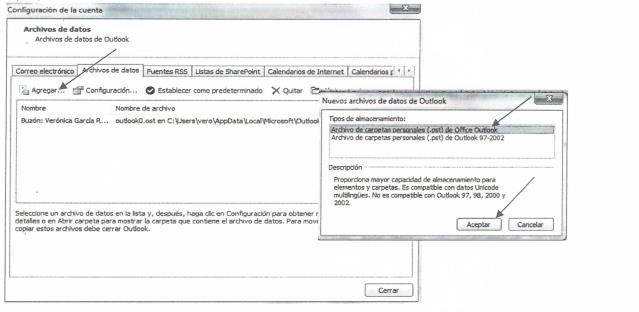 Configuración de la cuenta
Archivos de datos
Archivos de datos de Outlook
Correo electrónico Archivos de datos Fuentes RSS Listas de SharePoint Calendarios de Internet Calendarios p
Agregar... Configuración... Establecer como predeterminado Quitar
Nombre Nombre de archivo
Buzón: Verónica García R... outlook0.ost en C:\Users\vero\AppData\Local\Microsoft\Outlook
Seleccione un archivo de datos en la lista y, después, haga clic en Configuración para obtener
detalles o en Abrir carpeta para mostrar la carpeta que contiene el archivo de datos. Para mov
copiar estos archivos debe cerrar Outlook.
Cerrar
Nuevos archivos de datos de Outlook
Tipos de almacenamiento:
Archivo de carpetas personales (.pst) de Office Outlook
Archivo de carpetas personales (.pst) de Outlook 97-2002
Descripción
Proporciona mayor capacidad de almacenamiento para
elementos y carpetas. Es compatible con datos Unicode
multilingües. No es compatible con Outlook 97, 98, 2000 y
2002.
Aceptar Cancelar